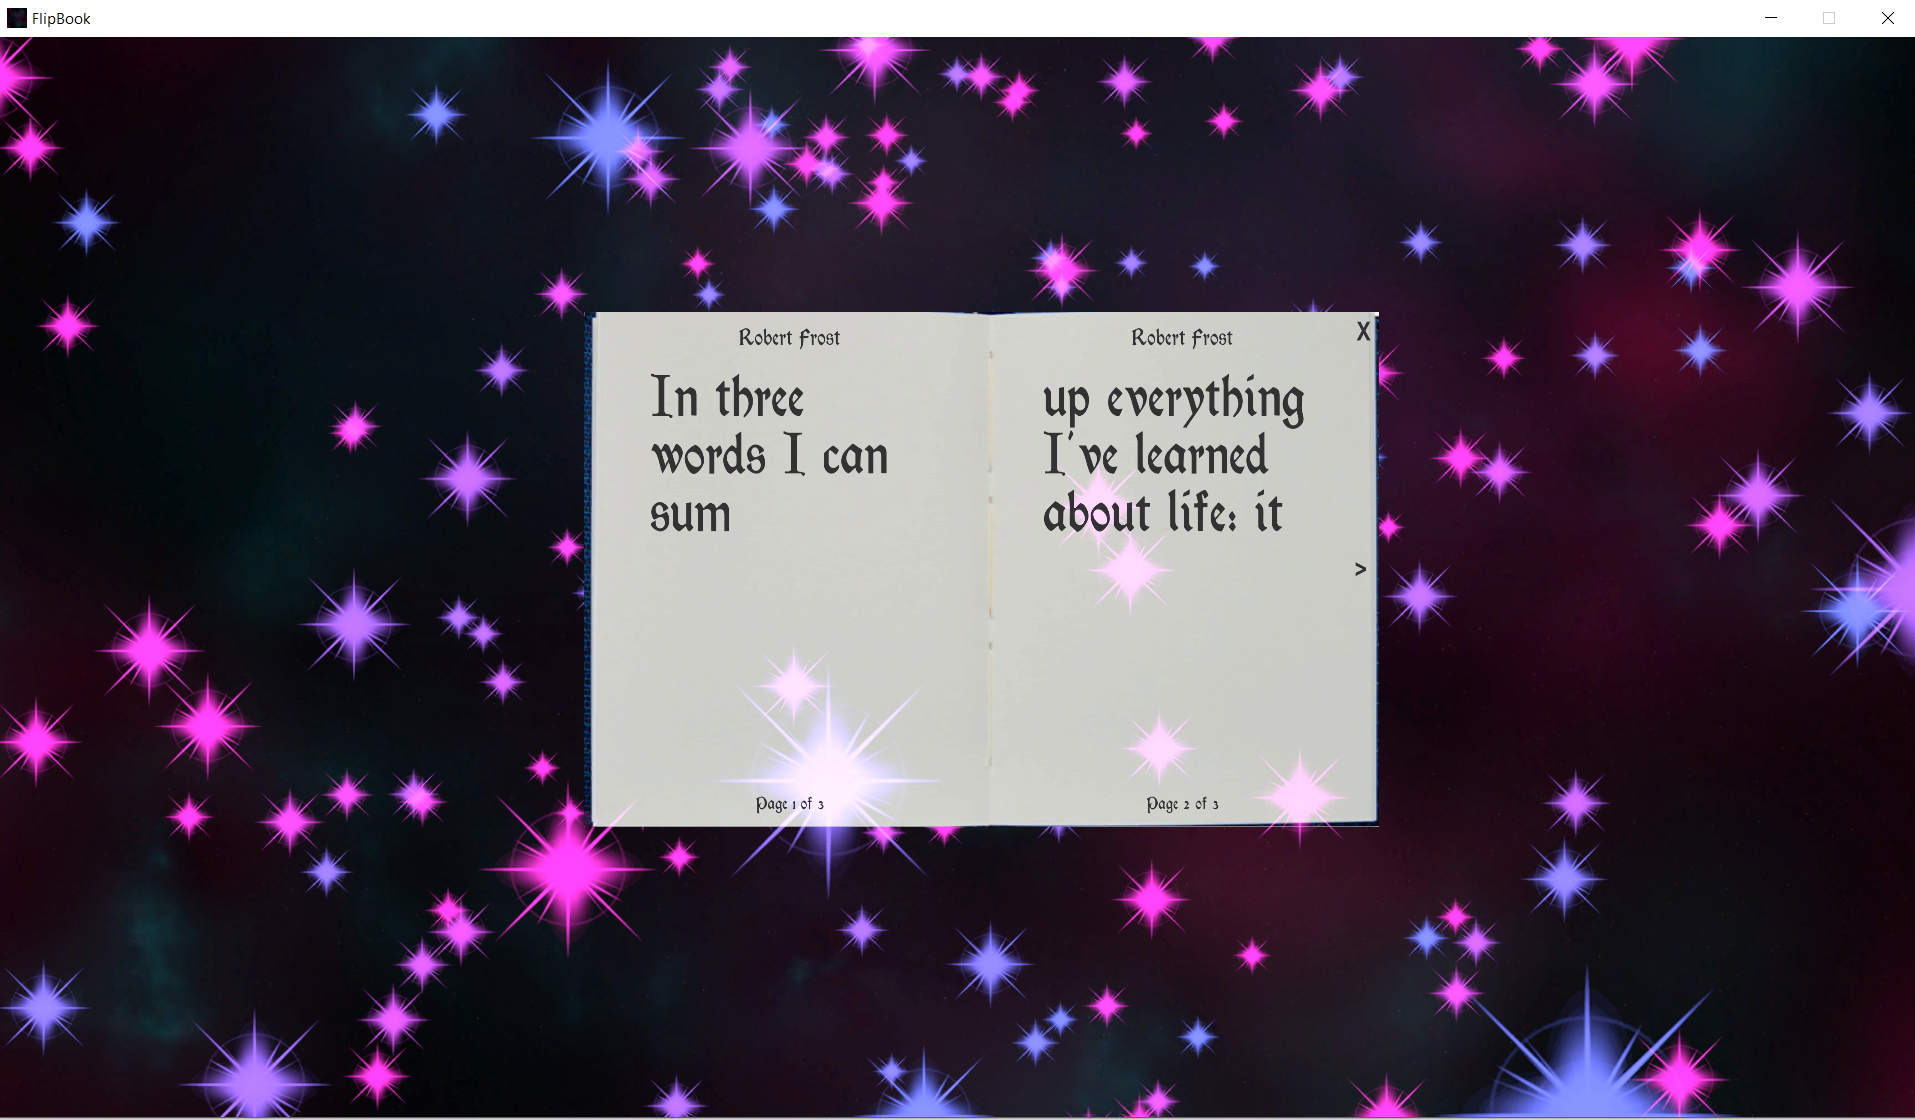 FlipBook
Robert Frost
In three
words I can
sum
Page 1 of 3
Robert Frost
X
up everything
I've learned
about life: it
>
Page 2 of 3